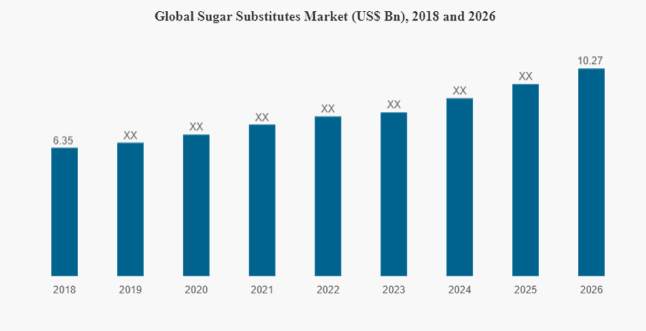 Global Sugar Substitutes Market (US$ Bn), 2018 and 2026
6.35 XX XX XX XX XX XX XX 10.27
2018 2019 2020 2021 2022 2023 2024 2025 2026